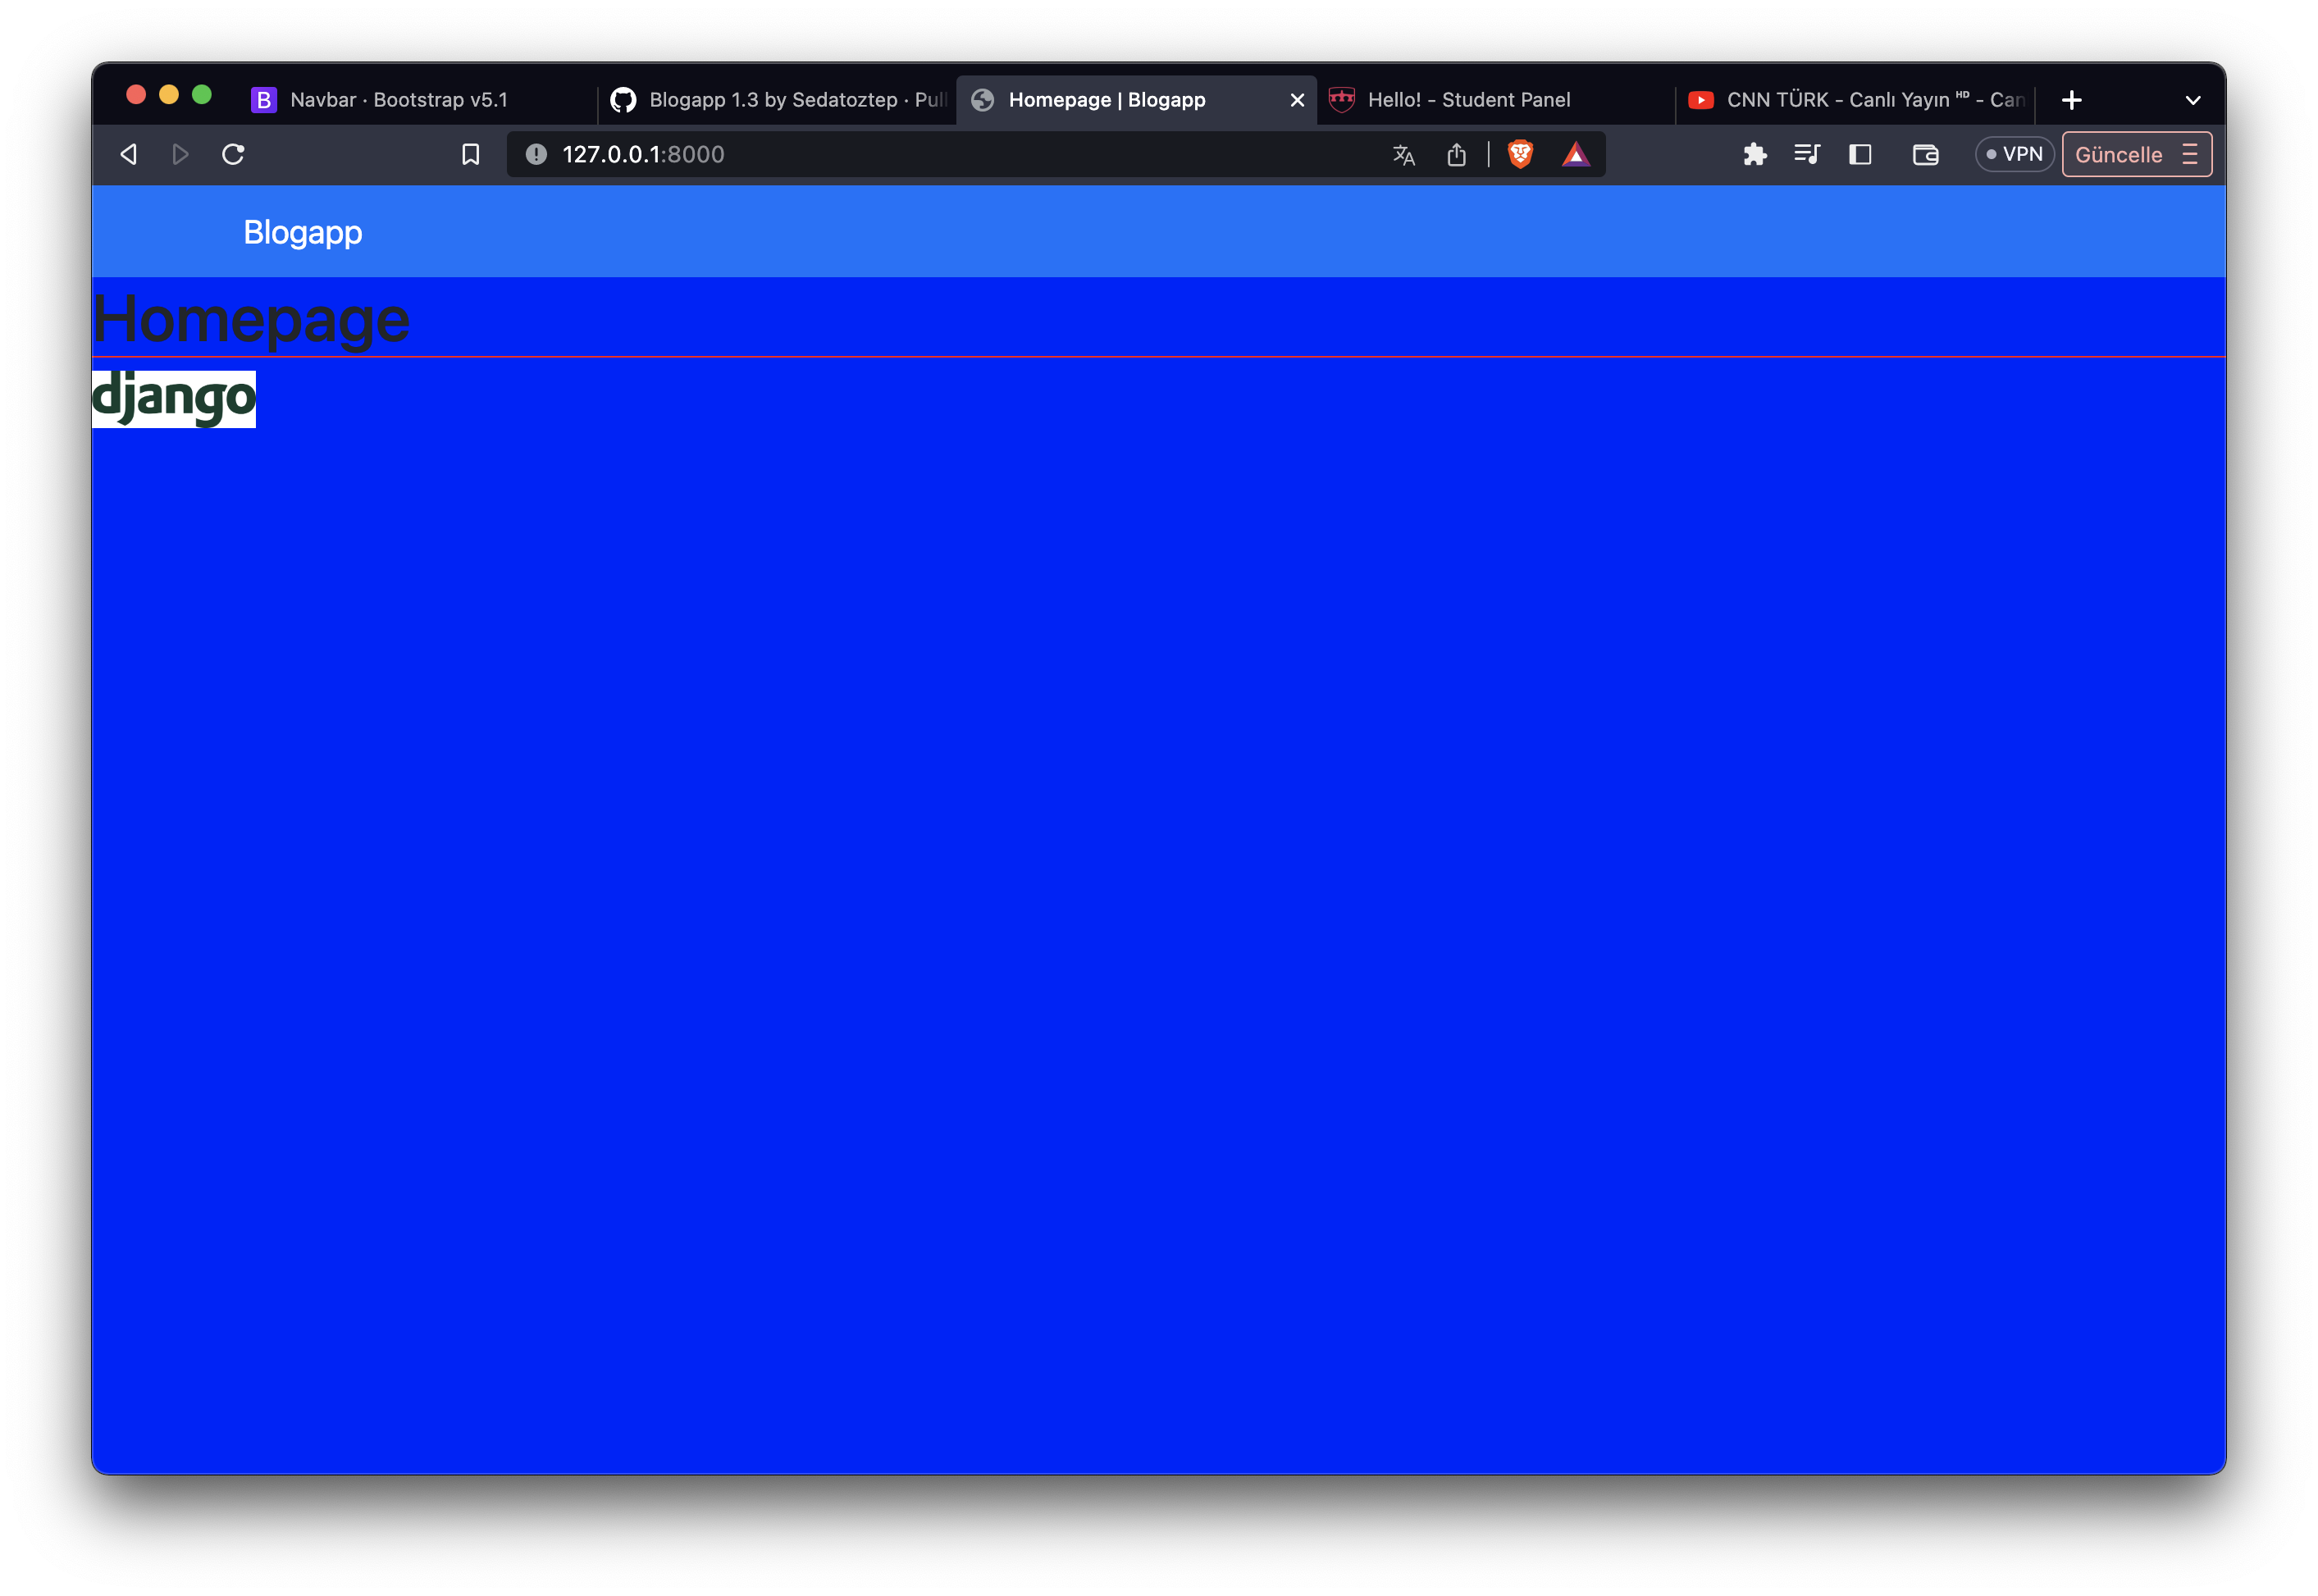 B Navbar · Bootstrap v5.1
Blogapp 1.3 by Sedatoztep · Pull
Homepage | Blogapp
Hello! - Student Panel
CNN TÜRK - Canlı Yayın ᴴᴰ - Can
127.0.0.1:8000
VPN
Güncelle
Blogapp
Homepage
django